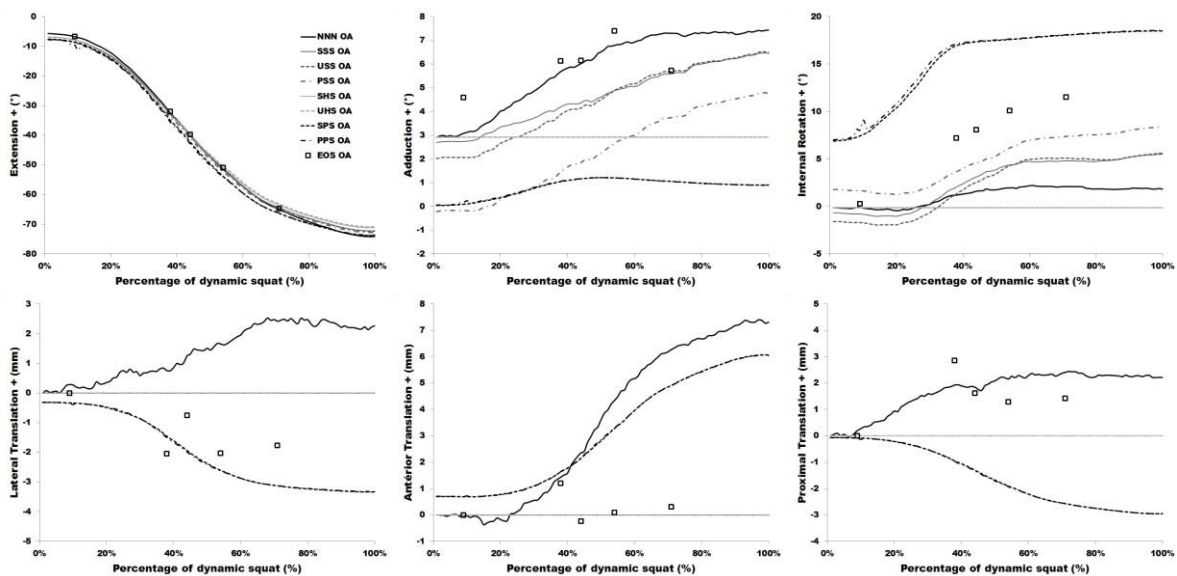 Extension + (°)
0
-10
-20
-30
-40
-50
-60
-70
-80
0% 20% 40% 60% 80% 100%
Percentage of dynamic squat (%)
NNN OA
SSS OA
USS OA
PSS OA
SHS OA
UHS OA
SPS OA
PPS OA
EOS OA
Adduction + (°)
8
7
6
5
4
3
2
1
0
-1
-2
0% 20% 40% 60% 80% 100%
Percentage of dynamic squat (%)
Internal Rotation + (°)
20
15
10
5
0
-5
0% 20% 40% 60% 80% 100%
Percentage of dynamic squat (%)
Lateral Translation + (mm)
3
2
1
0
-1
-2
-3
-4
-5
0% 20% 40% 60% 80% 100%
Percentage of dynamic squat (%)
Antérior Translation + (mm)
8
7
6
5
4
3
2
1
0
-1
0% 20% 40% 60% 80% 100%
Percentage of dynamic squat (%)
Proximal Translation + (mm)
5
4
3
2
1
0
-1
-2
-3
-4
0% 20% 40% 60% 80% 100%
Percentage of dynamic squat (%)